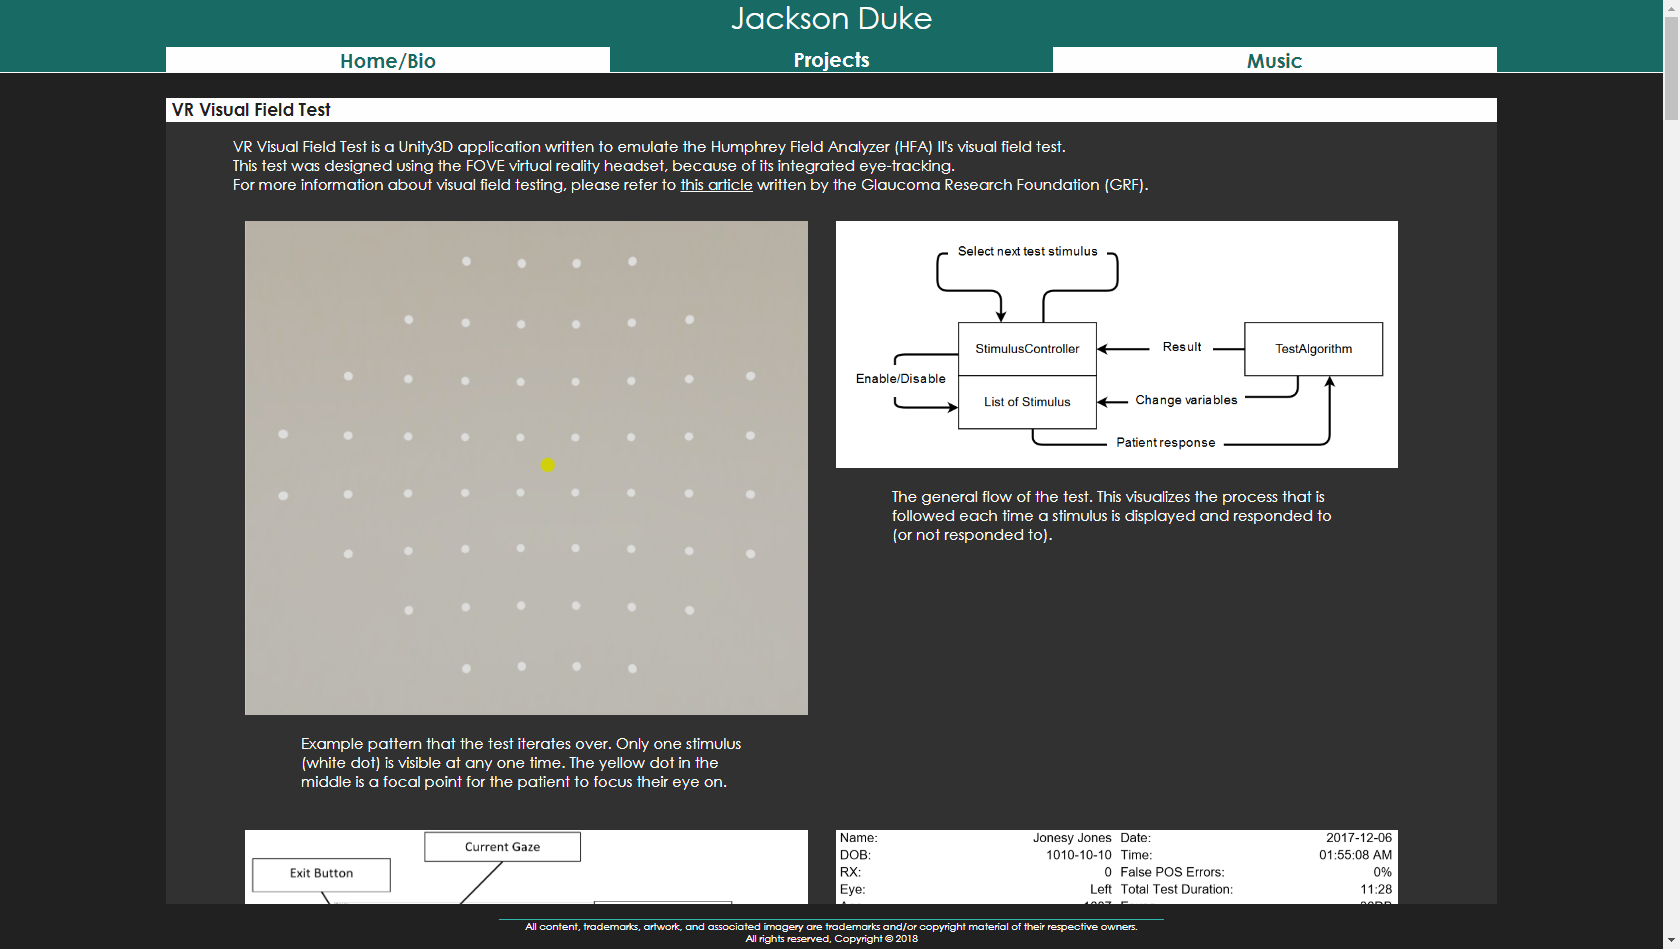 Jackson Duke
Home/Bio
Projects
Music
VR Visual Field Test
VR Visual Field Test is a Unity3D application written to emulate the Humphrey Field Analyzer (HFA) II's visual field test.
This test was designed using the FOVE virtual reality headset, because of its integrated eye-tracking.
For more information about visual field testing, please refer to this article written by the Glaucoma Research Foundation (GRF).
Select next test stimulus
StimulusController
Result
TestAlgorithm
Enable/Disable
List of Stimulus
Change variables
Patient response
The general flow of the test. This visualizes the process that is
followed each time a stimulus is displayed and responded to
(or not responded to).
Example pattern that the test iterates over. Only one stimulus
(white dot) is visible at any one time. The yellow dot in the
middle is a focal point for the patient to focus their eye on.
Current Gaze
Exit Button
Name: Jonesy Jones Date: 2017-12-06
DOB: 1010-10-10 Time: 01:55:08 AM
RX: 0 False POS Errors: 0%
Eye: Left Total Test Duration: 11:28
All content, trademarks, artwork, and associated imagery are trademarks and/or copyright material of their respective owners.
All rights reserved, Copyright © 2018